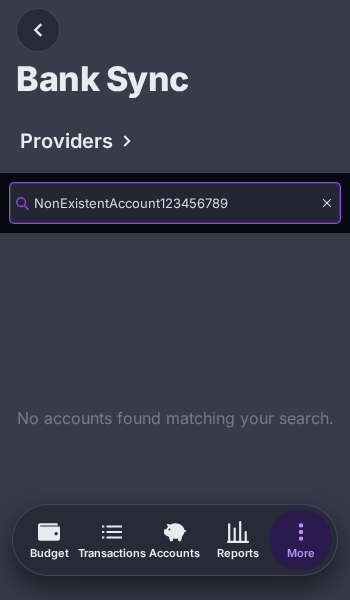 Bank Sync
Providers
NonExistentAccount123456789
No accounts found matching your search.
Budget Transactions Accounts Reports More